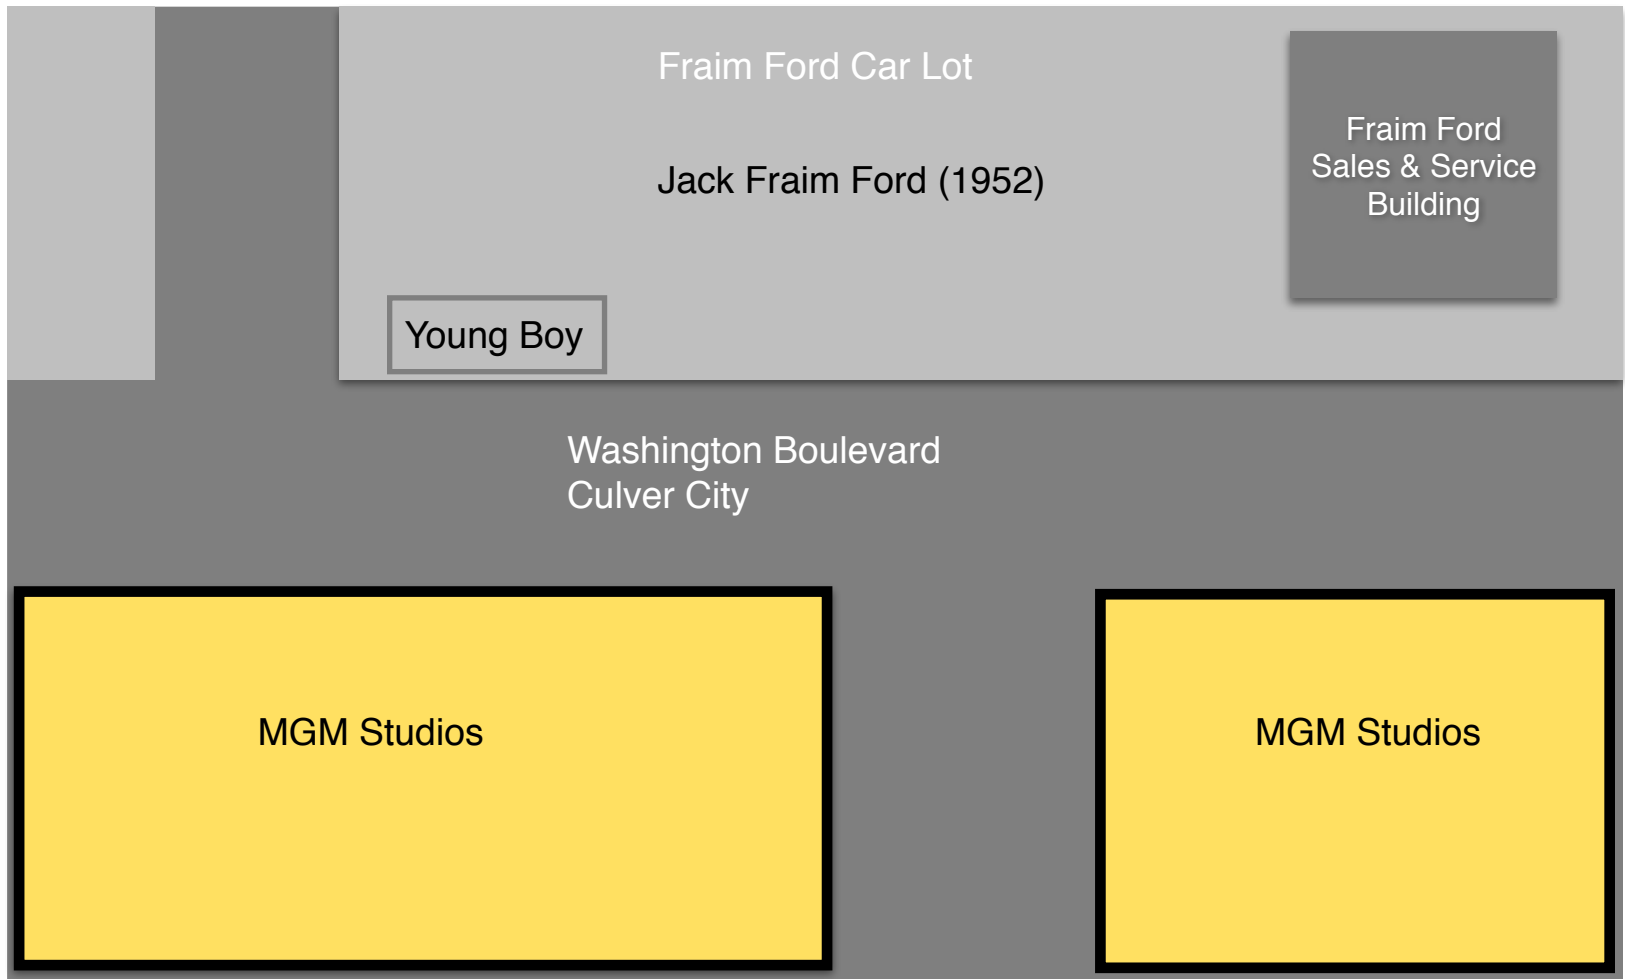 Fraim Ford Car Lot
Fraim Ford
Sales & Service
Building
Jack Fraim Ford (1952)
Young Boy
Washington Boulevard
Culver City
MGM Studios
MGM Studios